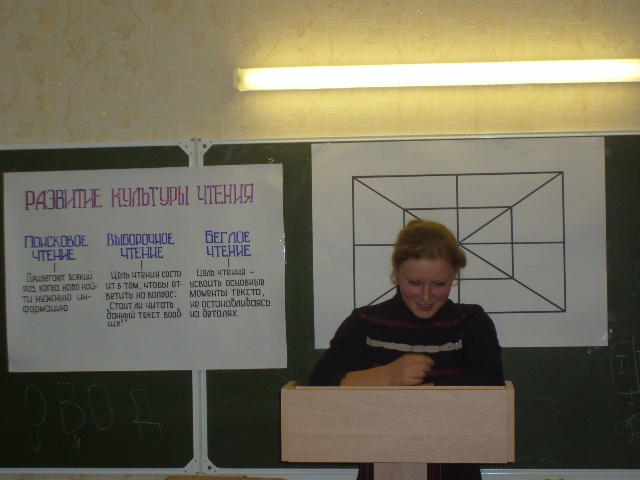 РАЗВИТИЕ КУЛЬТУРЫ ЧТЕНИЯ
ПОИСКОВОЕ
ЧТЕНИЕ
Прибегают всякий
раз, когда надо най-
ти нужную ин-
формацию
ВЫБОРОЧНОЕ
ЧТЕНИЕ
Цель чтения состо
ит в том, чтобы от-
ветить на вопрос:
"Стоит ли читать
данный текст вооб
ще?"
БЕГЛОЕ
ЧТЕНИЕ
Цель чтения -
усвоить основные
моменты текста,
не останавливаясь
на деталях.
О В О Д